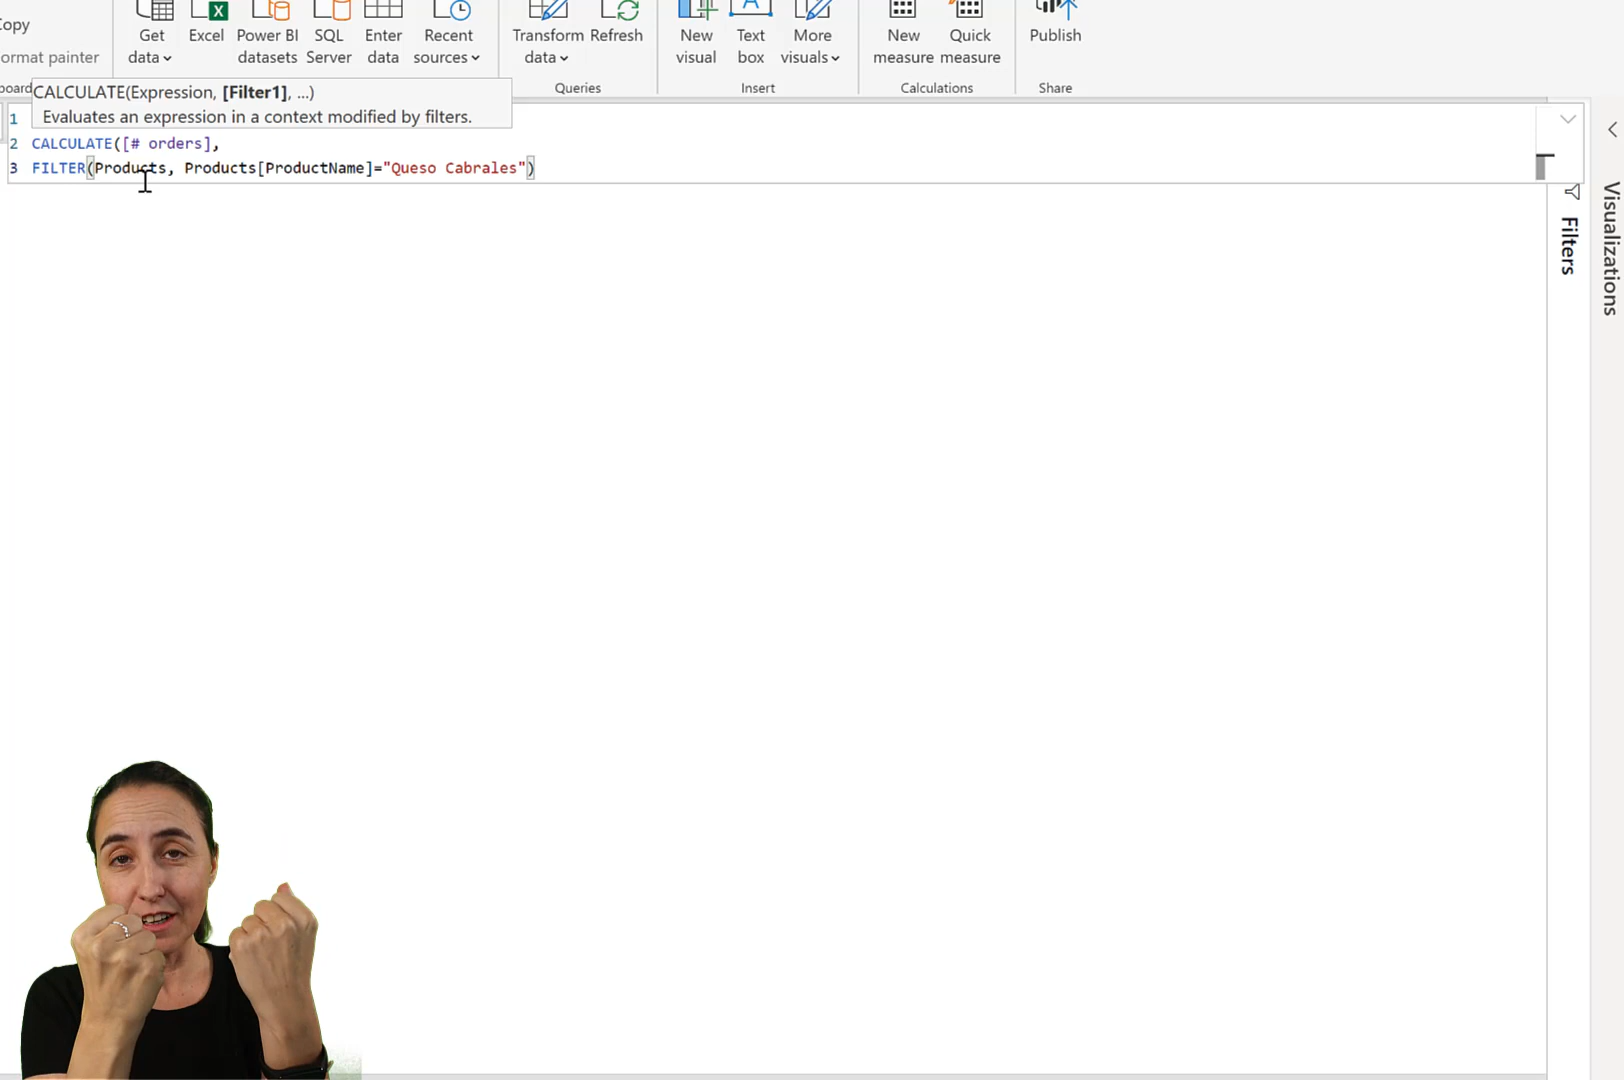 Copy
Format painter
Get data
Excel
Power BI datasets
SQL Server
Enter data
Recent sources
Transform data
Refresh
New visual
Text box
More visuals
New measure
Quick measure
Publish
Queries
Insert
Calculations
Share
CALCULATE(Expression, [Filter1], ...)
Evaluates an expression in a context modified by filters.
1
2 CALCULATE([# orders],
3 FILTER(Products, Products[ProductName]="Queso Cabrales")
Filters
Visualizations